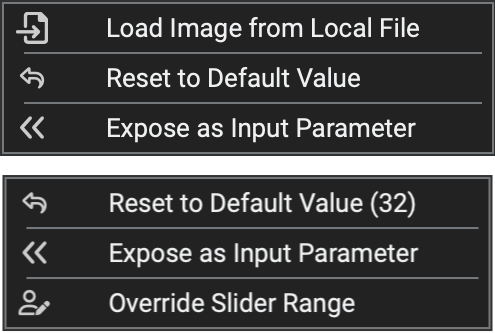 Load Image from Local File
Reset to Default Value
Expose as Input Parameter
Reset to Default Value (32)
Expose as Input Parameter
Override Slider Range